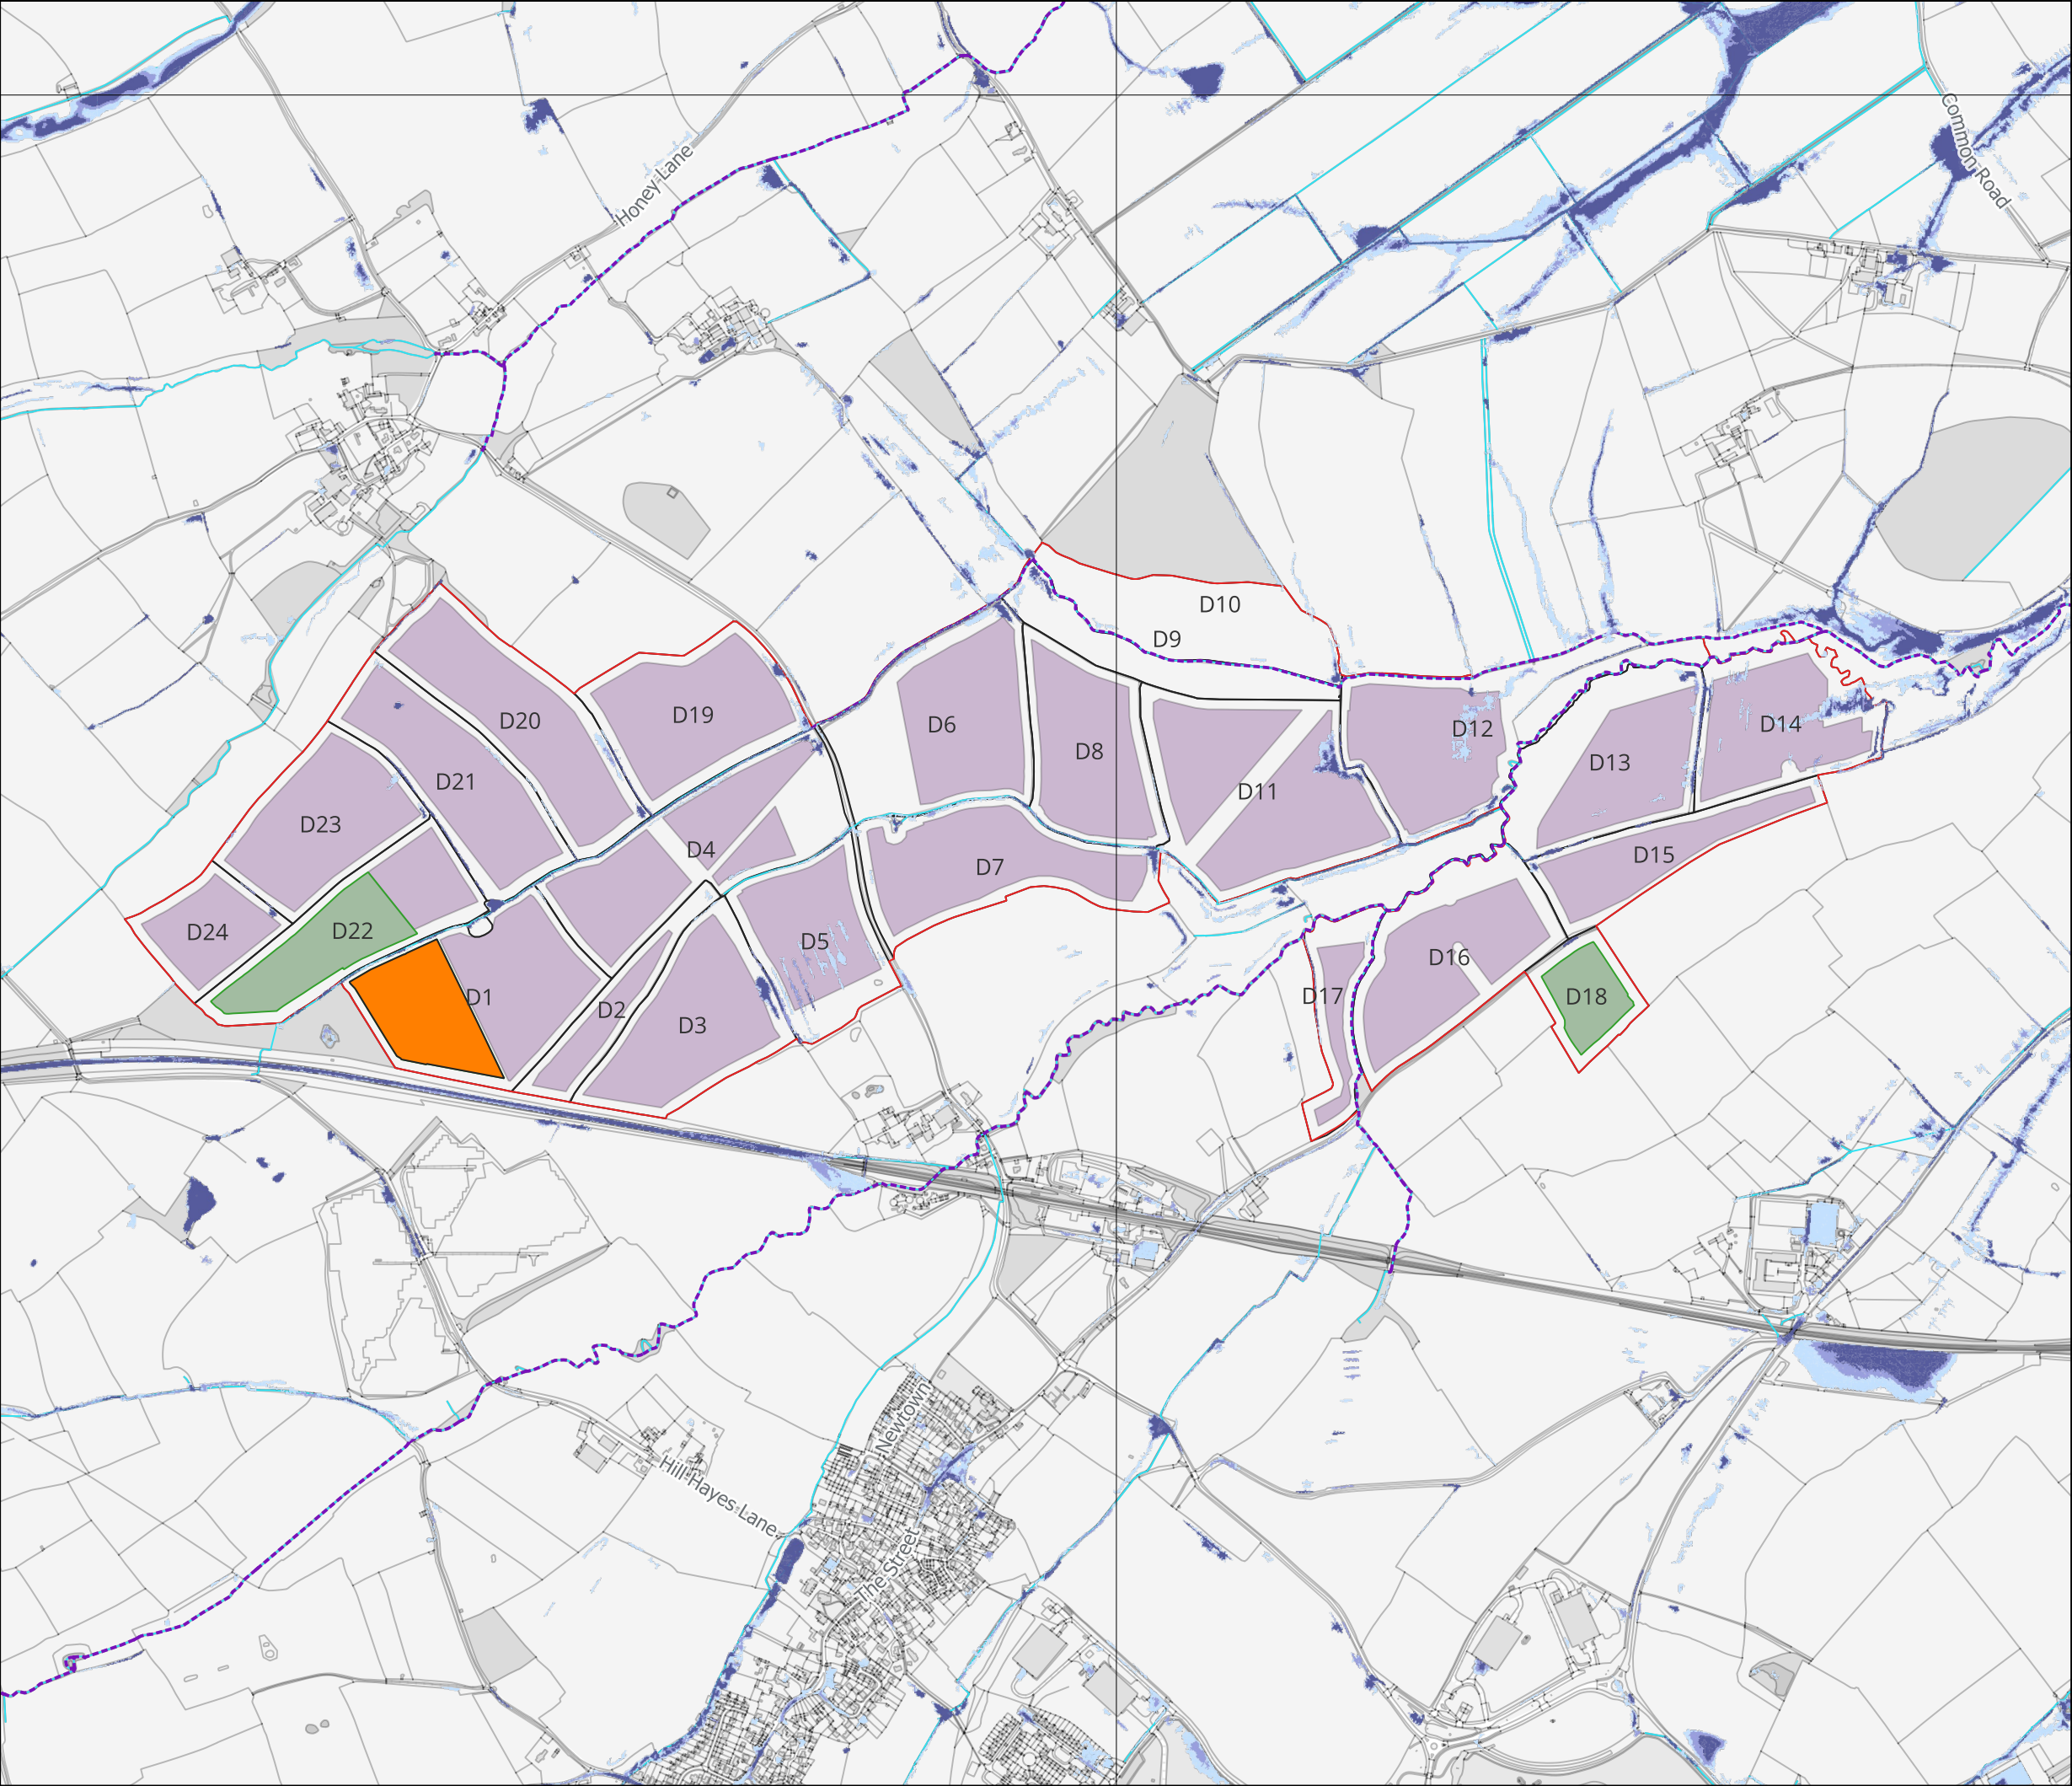 Common Road
Honey Lane
D10
D9
D20
D19
D6
D8
D12
D14
D21
D13
D11
D23
D4
D7
D15
D24
D22
D5
D16
D1
D2
D3
D17
D18
Newtown
Hill Hayes Lane
The Street